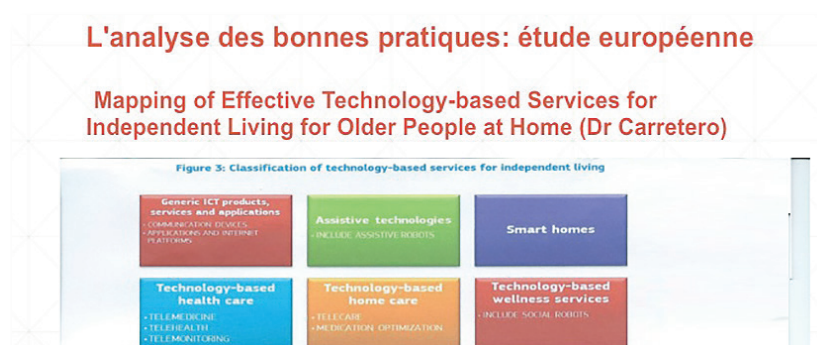 L'analyse des bonnes pratiques: étude européenne
Mapping of Effective Technology-based Services for
Independent Living for Older People at Home (Dr Carretero)
Figure 3: Classification of technology-based services for independent living
Generic ICT products,
services and applications
- COMMUNICATION DEVICES
- APPLICATIONS AND INTERNET
PLATFORMS
Assistive technologies
- INCLUDE ASSISTIVE ROBOTS
Smart homes
Technology-based
health care
- TELEMEDICINE
- TELEHEALTH
- TELEMONITORING
Technology-based
home care
- TELECARE
- MEDICATION OPTIMIZATION
Technology-based
wellness services
- INCLUDE SOCIAL ROBOTS